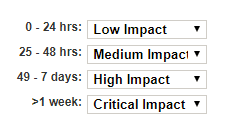 0 - 24 hrs: Low Impact
25 - 48 hrs: Medium Impact
49 - 7 days: High Impact
>1 week: Critical Impact